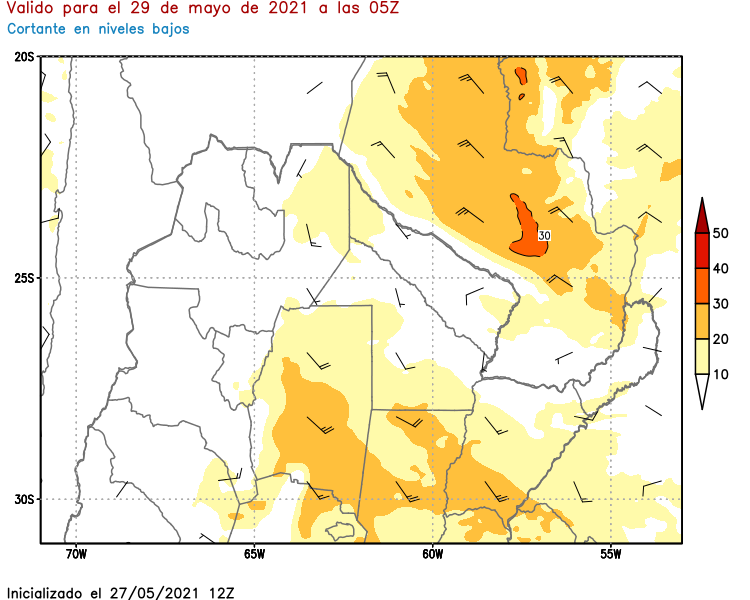 Valido para el 29 de mayo de 2021 a las 05Z
Cortante en niveles bajos
20S
25S
30S
70W
65W
60W
55W
30
50
40
30
20
10
Inicializado el 27/05/2021 12Z